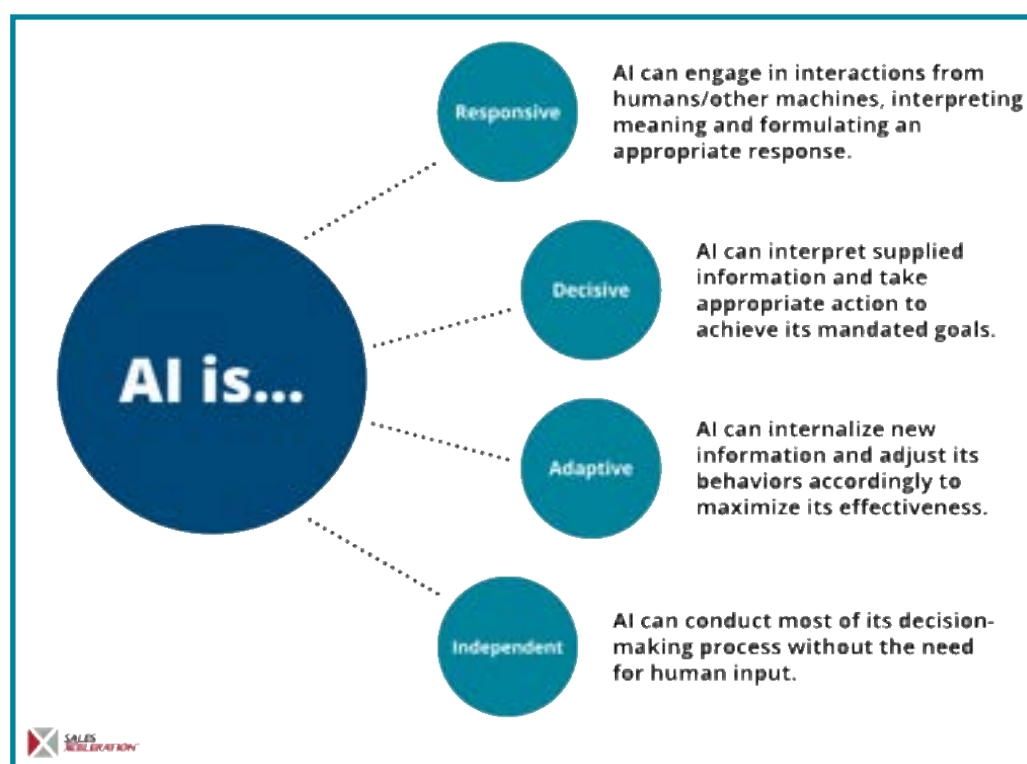 Responsive
AI can engage in interactions from
humans/other machines, interpreting
meaning and formulating an
appropriate response.
AI is...
Decisive
AI can interpret supplied
information and take
appropriate action to
achieve its mandated goals.
Adaptive
AI can internalize new
information and adjust its
behaviors accordingly to
maximize its effectiveness.
Independent
AI can conduct most of its decision-
making process without the need
for human input.
SALES
XCELERATION